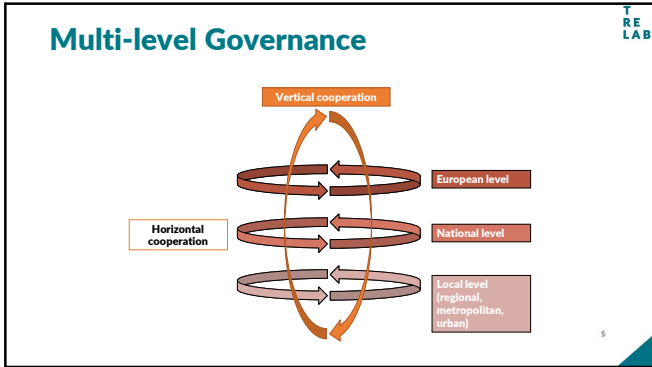 Multi-level Governance
T
RE
LAB
Vertical cooperation
European level
Horizontal
cooperation
National level
Local level
(regional,
metropolitan,
urban)
5